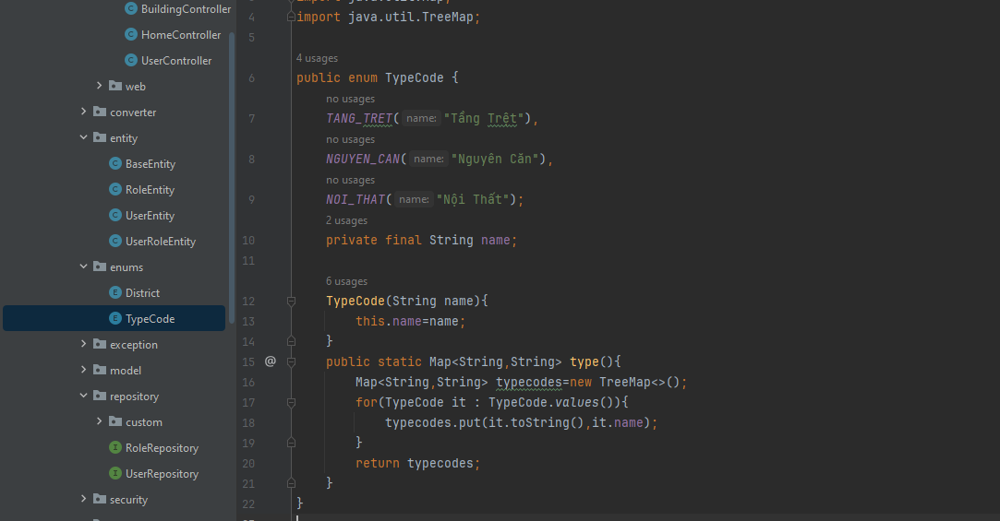 BuildingController
HomeController
UserController
web
converter
entity
BaseEntity
RoleEntity
UserEntity
UserRoleEntity
enums
District
TypeCode
exception
model
repository
custom
RoleRepository
UserRepository
security
4 import java.util.TreeMap;
5
4 usages
6 public enum TypeCode {
no usages
7 TANG_TRET( name: "Tầng Trệt"),
no usages
8 NGUYEN_CAN( name: "Nguyên Căn"),
no usages
9 NOI_THAT( name: "Nội Thất");
2 usages
10 private final String name;
11
6 usages
12 TypeCode(String name){
13 this.name=name;
14 }
15 @ public static Map<String,String> type(){
16 Map<String,String> typecodes=new TreeMap<>();
17 for(TypeCode it : TypeCode.values()){
18 typecodes.put(it.toString(),it.name);
19 }
20 return typecodes;
21 }
22 }